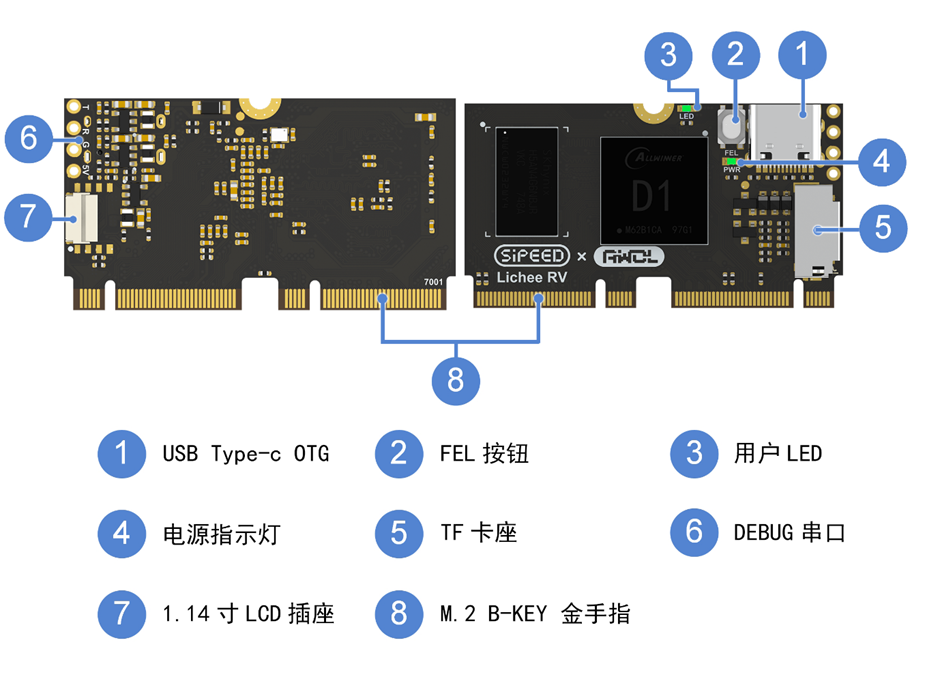 3
2
1
6
T
R
G
5V
LED
FEL
PWR
4
ALLWINNER
D1
7
5
SiPEED × AWOL
Lichee RV
7001
8
1 USB Type-c OTG
2 FEL 按钮
3 用户 LED
4 电源指示灯
5 TF 卡座
6 DEBUG 串口
7 1.14 寸 LCD 插座
8 M.2 B-KEY 金手指